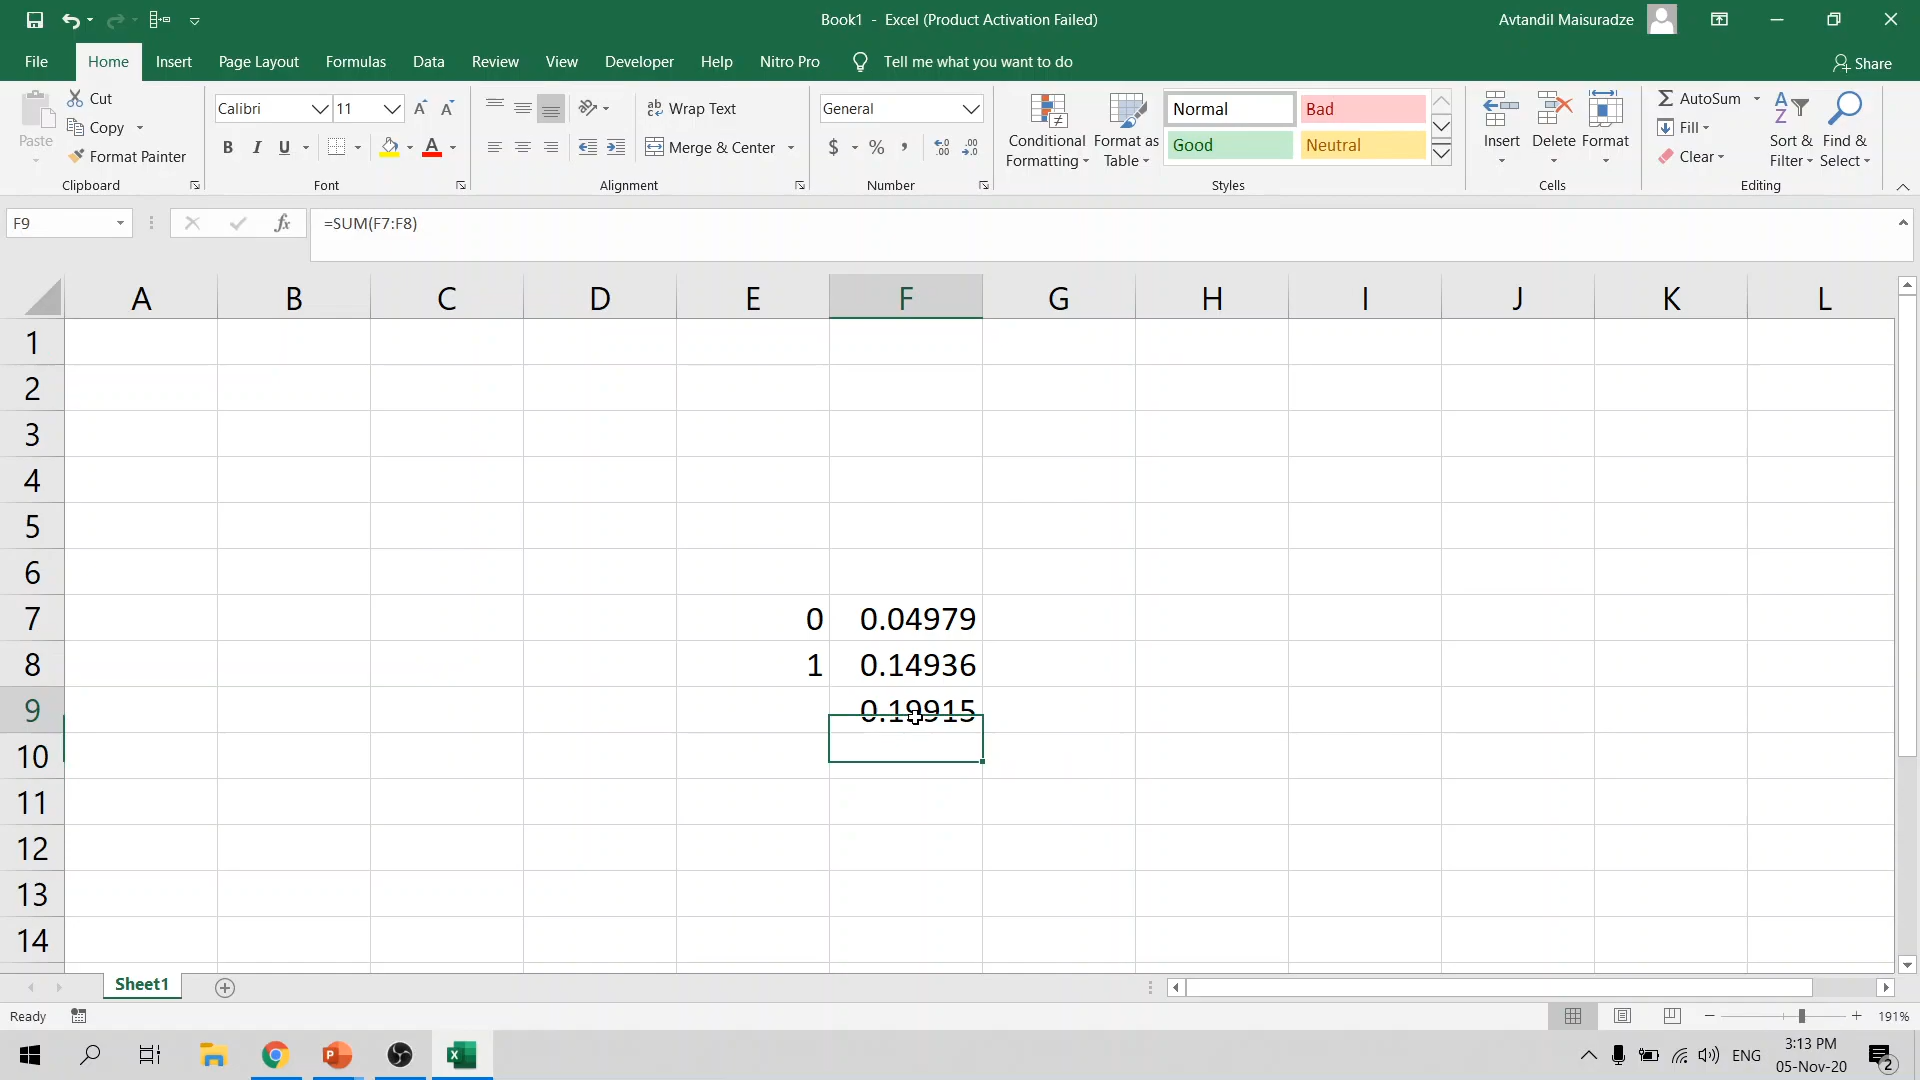 Book1 - Excel (Product Activation Failed)
Avtandil Maisuradze
File Home Insert Page Layout Formulas Data Review View Developer Help Nitro Pro Tell me what you want to do Share
Paste
Cut
Copy
Format Painter
Clipboard
Calibri 11
B I U A
Font
Wrap Text
Merge & Center
Alignment
General
$ % ,
Number
Conditional Formatting
Format as Table
Normal Bad
Good Neutral
Styles
Insert Delete Format
Cells
AutoSum
Fill
Clear
Sort & Filter
Find & Select
Editing
F9 fx =SUM(F7:F8)
A B C D E F G H I J K L
1
2
3
4
5
6
7 0 0.04979
8 1 0.14936
9 0.19915
10
11
12
13
14
Sheet1
Ready 191%
ENG 3:13 PM
05-Nov-20 2